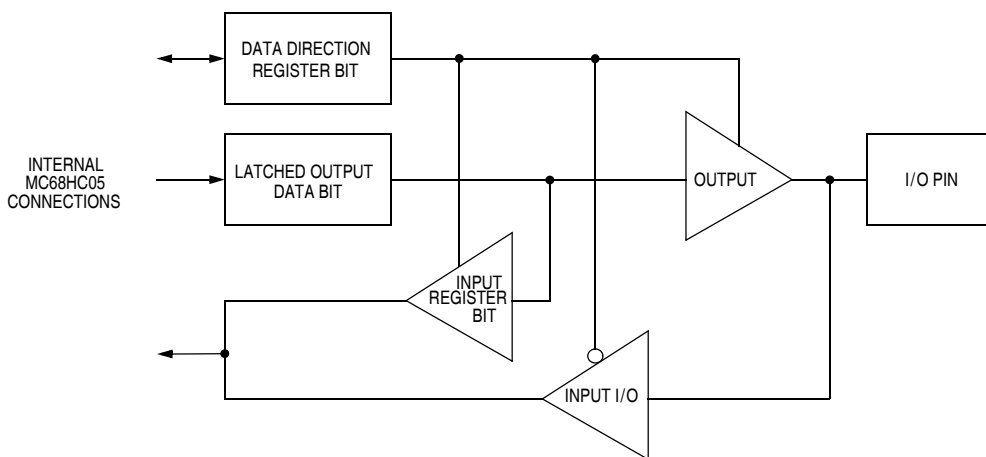 DATA DIRECTION
REGISTER BIT
INTERNAL
MC68HC05
CONNECTIONS
LATCHED OUTPUT
DATA BIT
OUTPUT
I/O PIN
INPUT
REGISTER
BIT
INPUT I/O